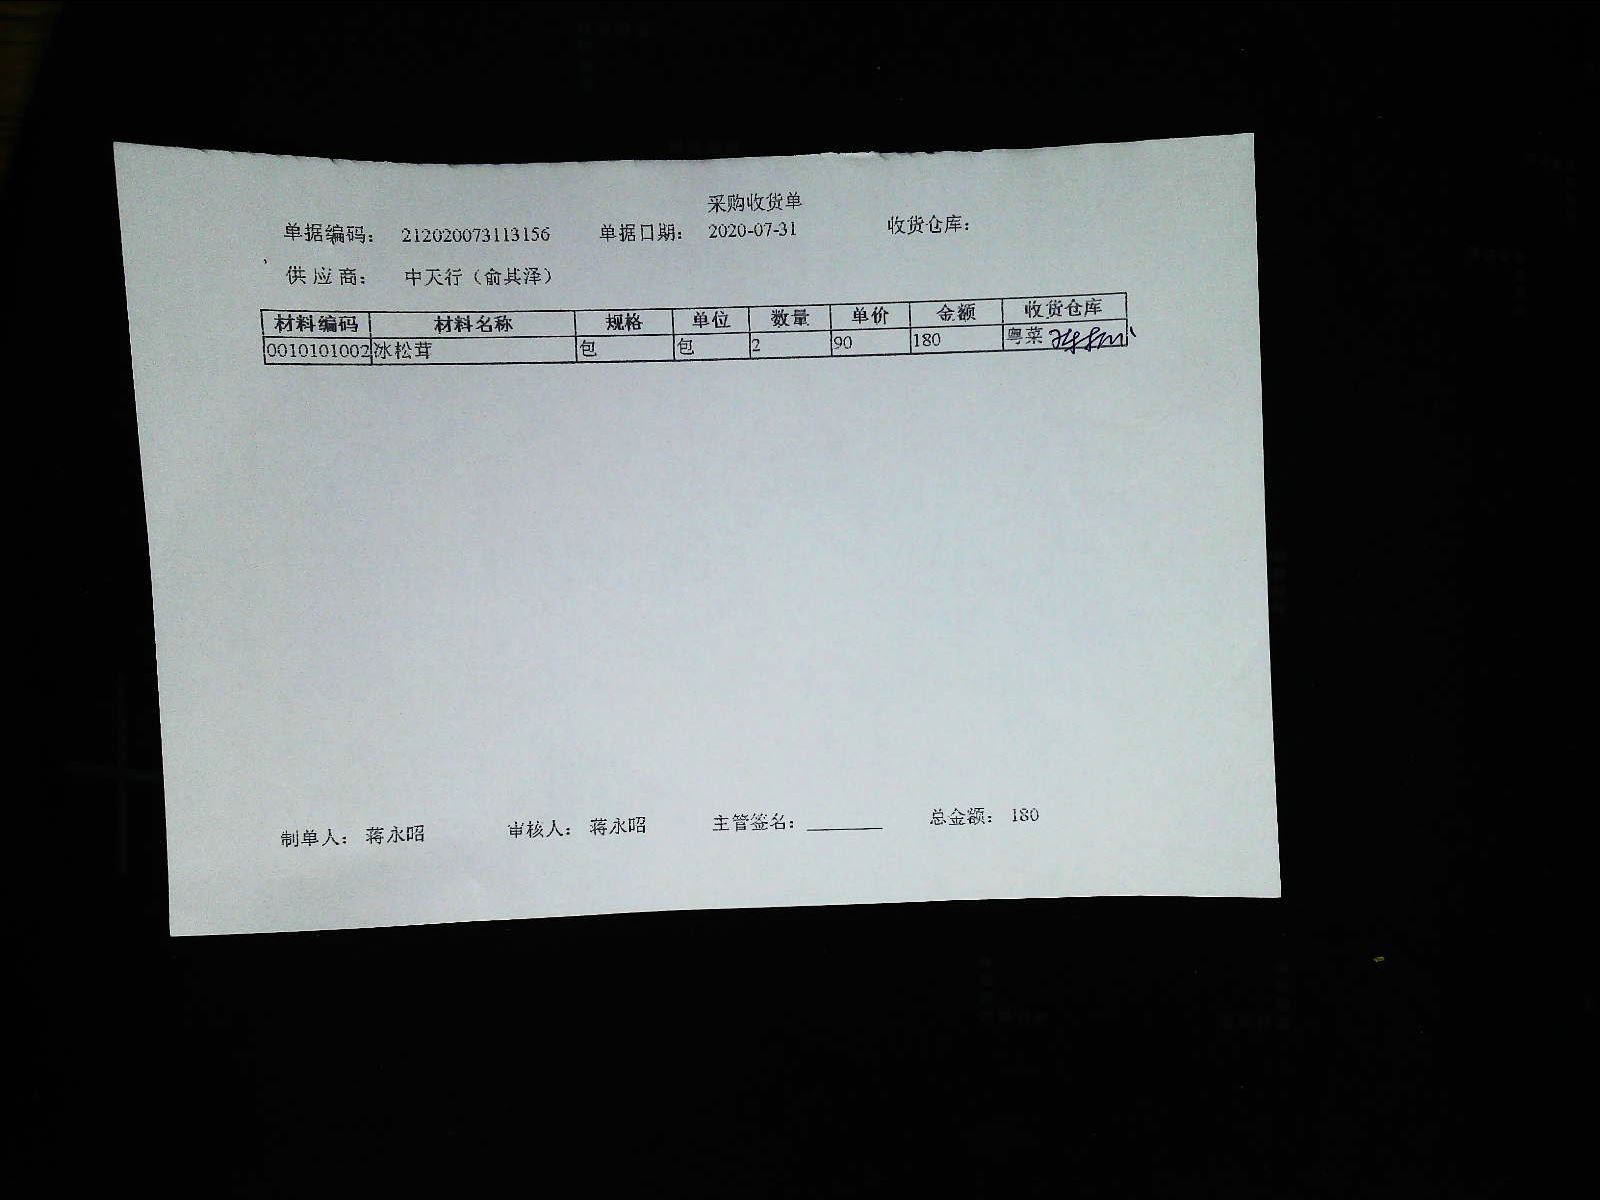 采购收货单
单据编码： 212020073113156 单据日期： 2020-07-31 收货仓库：
供应商： 中天行（俞其泽）
材料编码 材料名称 规格 单位 数量 单价 金额 收货仓库
0010101002 冰松茸 包 包 2 90 180 粤菜
制单人： 蒋永昭 审核人： 蒋永昭 主管签名： 总金额： 180